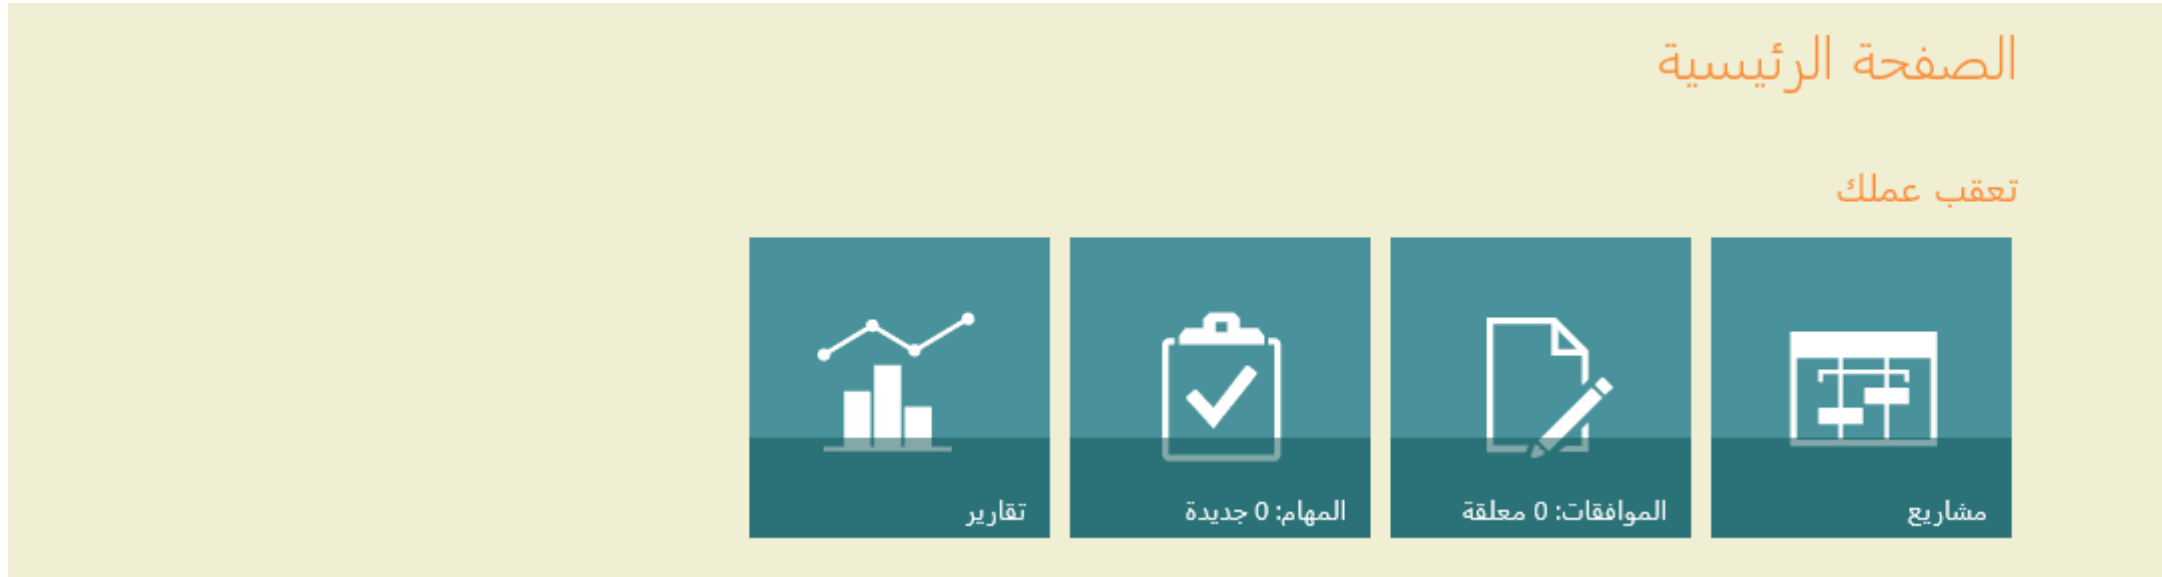 الصفحة الرئيسية
تعقب عملك
مشاريع
الموافقات: 0 معلقة
المهام: 0 جديدة
تقارير